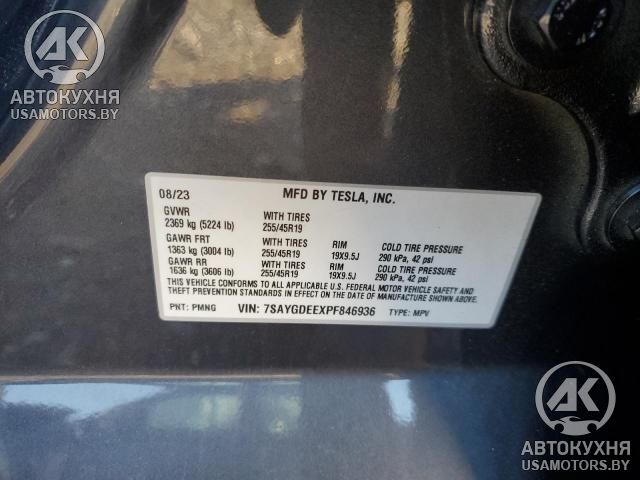 АК
АВТОКУХНЯ
USAMOTORS.BY
08/23 MFD BY TESLA, INC.
GVWR WITH TIRES
2369 kg (5224 lb) 255/45R19
GAWR FRT WITH TIRES RIM COLD TIRE PRESSURE
1363 kg (3004 lb) 255/45R19 19X9.5J 290 kPa, 42 psi
GAWR RR WITH TIRES RIM COLD TIRE PRESSURE
1636 kg (3606 lb) 255/45R19 19X9.5J 290 kPa, 42 psi
THIS VEHICLE CONFORMS TO ALL APPLICABLE U.S. FEDERAL MOTOR VEHICLE SAFETY AND
THEFT PREVENTION STANDARDS IN EFFECT ON THE DATE OF MANUFACTURE SHOWN ABOVE.
PNT: PMNG VIN: 7SAYGDEEXPF846936 TYPE: MPV
АК
АВТОКУХНЯ
USAMOTORS.BY